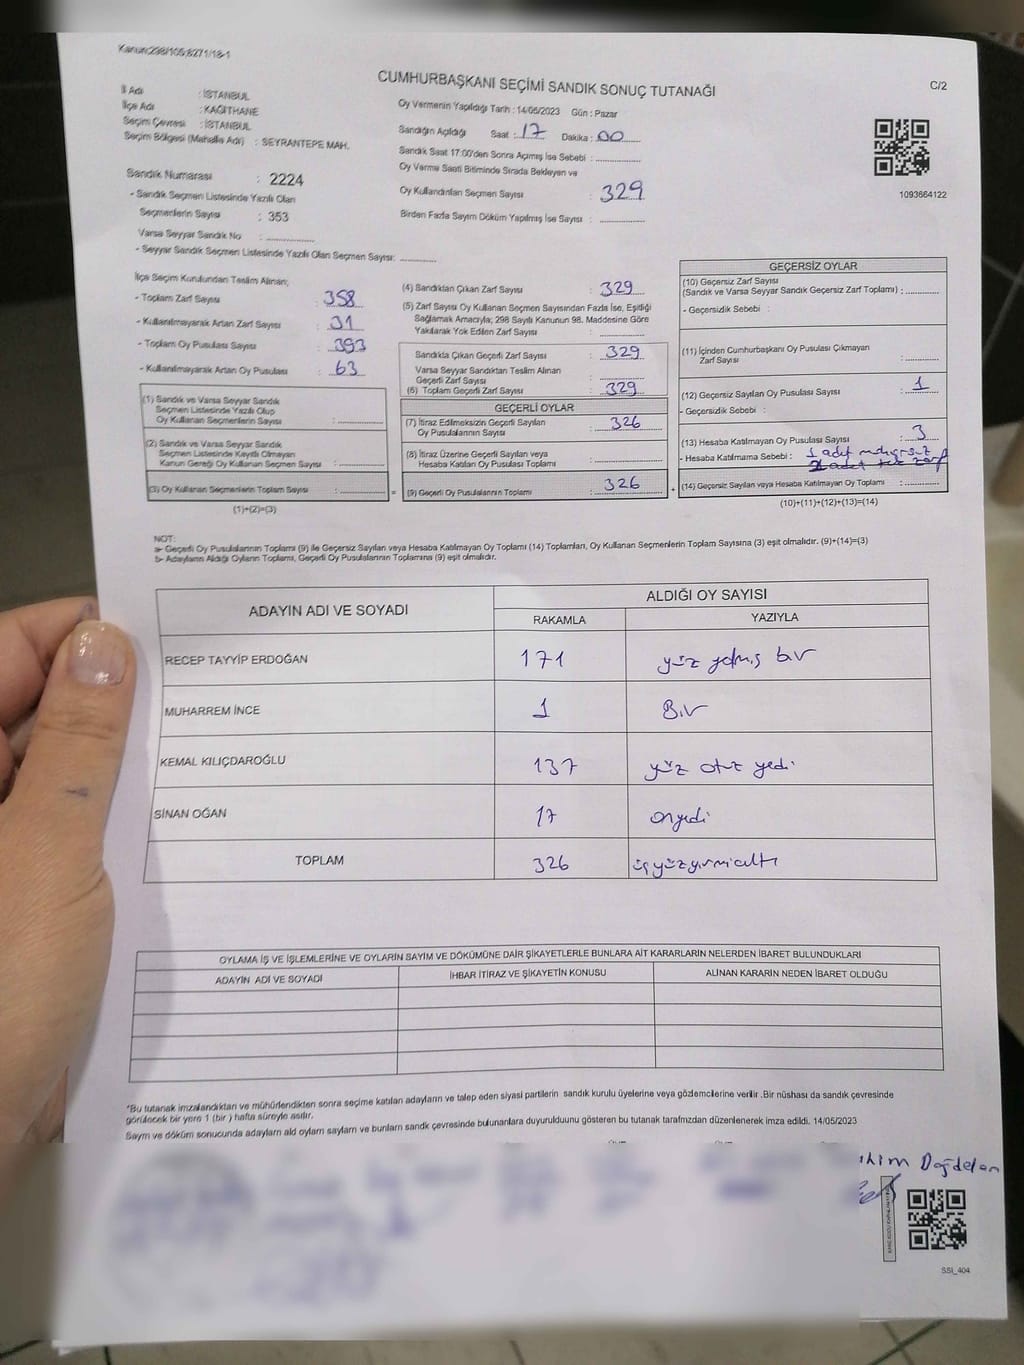 Kanun;298/105;6271/18-1
CUMHURBAŞKANI SEÇİMİ SANDIK SONUÇ TUTANAĞI
C/2
İl Adı : İSTANBUL
İlçe Adı : KAĞITHANE
Seçim Çevresi : İSTANBUL
Seçim Bölgesi (Mahalle Adı) : SEYRANTEPE MAH.
Oy Vermenin Yapıldığı Tarih : 14/05/2023 Gün : Pazar
Sandığın Açıldığı Saat : 17 Dakika : 00
Sandık Saat 17:00'den Sonra Açılmış İse Sebebi : ..............
Oy Verme Saati Bitiminde Sırada Bekleyen ve
Oy Kullandırılan Seçmen Sayısı : 329
Birden Fazla Sayım Döküm Yapılmış İse Sayısı : ..............
1093664122
Sandık Numarası : 2224
- Sandık Seçmen Listesinde Yazılı Olan
Seçmenlerin Sayısı : 353
Varsa Seyyar Sandık No : ..............
- Seyyar Sandık Seçmen Listesinde Yazılı Olan Seçmen Sayısı: ..........
İlçe Seçim Kurulundan Teslim Alınan;
- Toplam Zarf Sayısı : 358
- Kullanılmayarak Artan Zarf Sayısı : 31
- Toplam Oy Pusulası Sayısı : 393
- Kullanılmayarak Artan Oy Pusulası : 63
(1) Sandık ve Varsa Seyyar Sandık
Seçmen Listesinde Yazılı Olup
Oy Kullanan Seçmenlerin Sayısı : ..............
(2) Sandık ve Varsa Seyyar Sandık
Seçmen Listesinde Kayıtlı Olmayan
Kanun Gereği Oy Kullanan Seçmen Sayısı : ..............
(3) Oy Kullanan Seçmenlerin Toplam Sayısı : ..............
(1)+(2)=(3)
(4) Sandıktan Çıkan Zarf Sayısı : 329
(5) Zarf Sayısı Oy Kullanan Seçmen Sayısından Fazla İse, Eşitliği
Sağlamak Amacıyla; 298 Sayılı Kanunun 98. Maddesine Göre
Yakılarak Yok Edilen Zarf Sayısı : ..............
Sandıkta Çıkan Geçerli Zarf Sayısı : 329
Varsa Seyyar Sandıktan Teslim Alınan
Geçerli Zarf Sayısı : ..............
(6) Toplam Geçerli Zarf Sayısı : 329
GEÇERLİ OYLAR
(7) İtiraz Edilmeksizin Geçerli Sayılan
Oy Pusulalarının Sayısı : 326
(8) İtiraz Üzerine Geçerli Sayılan veya
Hesaba Katılan Oy Pusulası Toplamı : ..............
= (9) Geçerli Oy Pusulalarının Toplamı : 326 +
GEÇERSİZ OYLAR
(10) Geçersiz Zarf Sayısı
(Sandık ve Varsa Seyyar Sandık Geçersiz Zarf Toplamı) : ..........
- Geçersizlik Sebebi :
(11) İçinden Cumhurbaşkanı Oy Pusulası Çıkmayan
Zarf Sayısı : ..........
(12) Geçersiz Sayılan Oy Pusulası Sayısı : 1
- Geçersizlik Sebebi :
(13) Hesaba Katılmayan Oy Pusulası Sayısı : 3
- Hesaba Katılmama Sebebi : 1 adet mühürsüz
adet tek zarf
(14) Geçersiz Sayılan veya Hesaba Katılmayan Oy Toplamı : ..........
(10)+(11)+(12)+(13)=(14)
NOT:
a- Geçerli Oy Pusulalarının Toplamı (9) ile Geçersiz Sayılan veya Hesaba Katılmayan Oy Toplamı (14) Toplamları, Oy Kullanan Seçmenlerin Toplam Sayısına (3) eşit olmalıdır. (9)+(14)=(3)
b- Adayların Aldığı Oyların Toplamı, Geçerli Oy Pusulalarının Toplamına (9) eşit olmalıdır.
ADAYIN ADI VE SOYADI
ALDIĞI OY SAYISI
RAKAMLA YAZIYLA
RECEP TAYYİP ERDOĞAN 171 yüz yetmiş bir
MUHARREM İNCE 1 Bir
KEMAL KILIÇDAROĞLU 137 yüz otuz yedi
SİNAN OĞAN 17 onyedi
TOPLAM 326 üçyüzyirmialtı
OYLAMA İŞ VE İŞLEMLERİNE VE OYLARIN SAYIM VE DÖKÜMÜNE DAİR ŞİKAYETLERLE BUNLARA AİT KARARLARIN NELERDEN İBARET BULUNDUKLARI
ADAYIN ADI VE SOYADI İHBAR İTİRAZ VE ŞİKAYETİN KONUSU ALINAN KARARIN NEDEN İBARET OLDUĞU
*Bu tutanak imzalandıktan ve mühürlendikten sonra seçime katılan adayların ve talep eden siyasi partilerin sandık kurulu üyelerine veya gözlemcilerine verilir .Bir nüshası da sandık çevresinde
görülecek bir yere 1 (bir ) hafta süreyle asılır.
Sayım ve döküm sonucunda adayların aldı oyların sayıları ve bunların sandık çevresinde bulunanlara duyurulduunu gösteren bu tutanak tarafımızdan düzenlenerek imza edildi. 14/05/2023
ahim Dağdelen
SSI_404